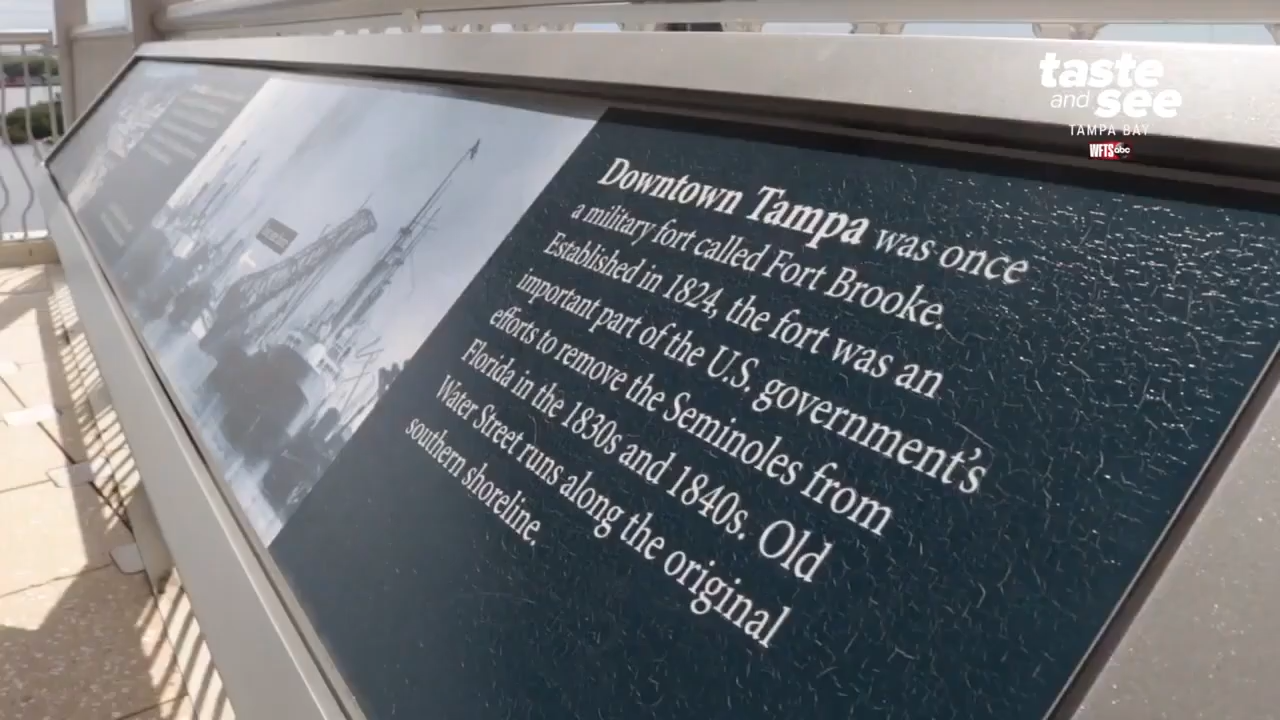 taste
and see
TAMPA BAY
WFTS abc
Downtown Tampa was once
a military fort called Fort Brooke.
Established in 1824, the fort was an
important part of the U.S. government's
efforts to remove the Seminoles from
Florida in the 1830s and 1840s. Old
Water Street runs along the original
southern shoreline.